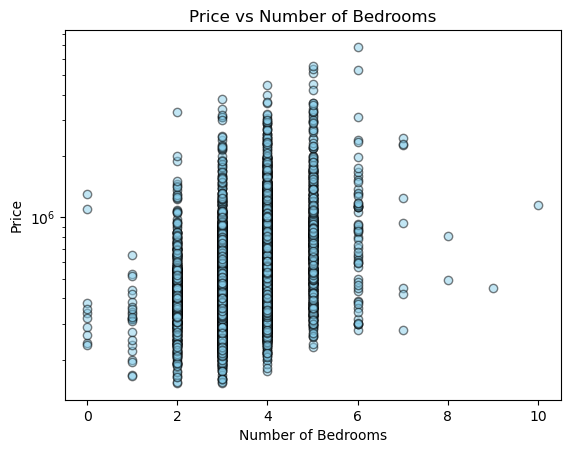 Price vs Number of Bedrooms
Price
10⁶
0 2 4 6 8 10
Number of Bedrooms